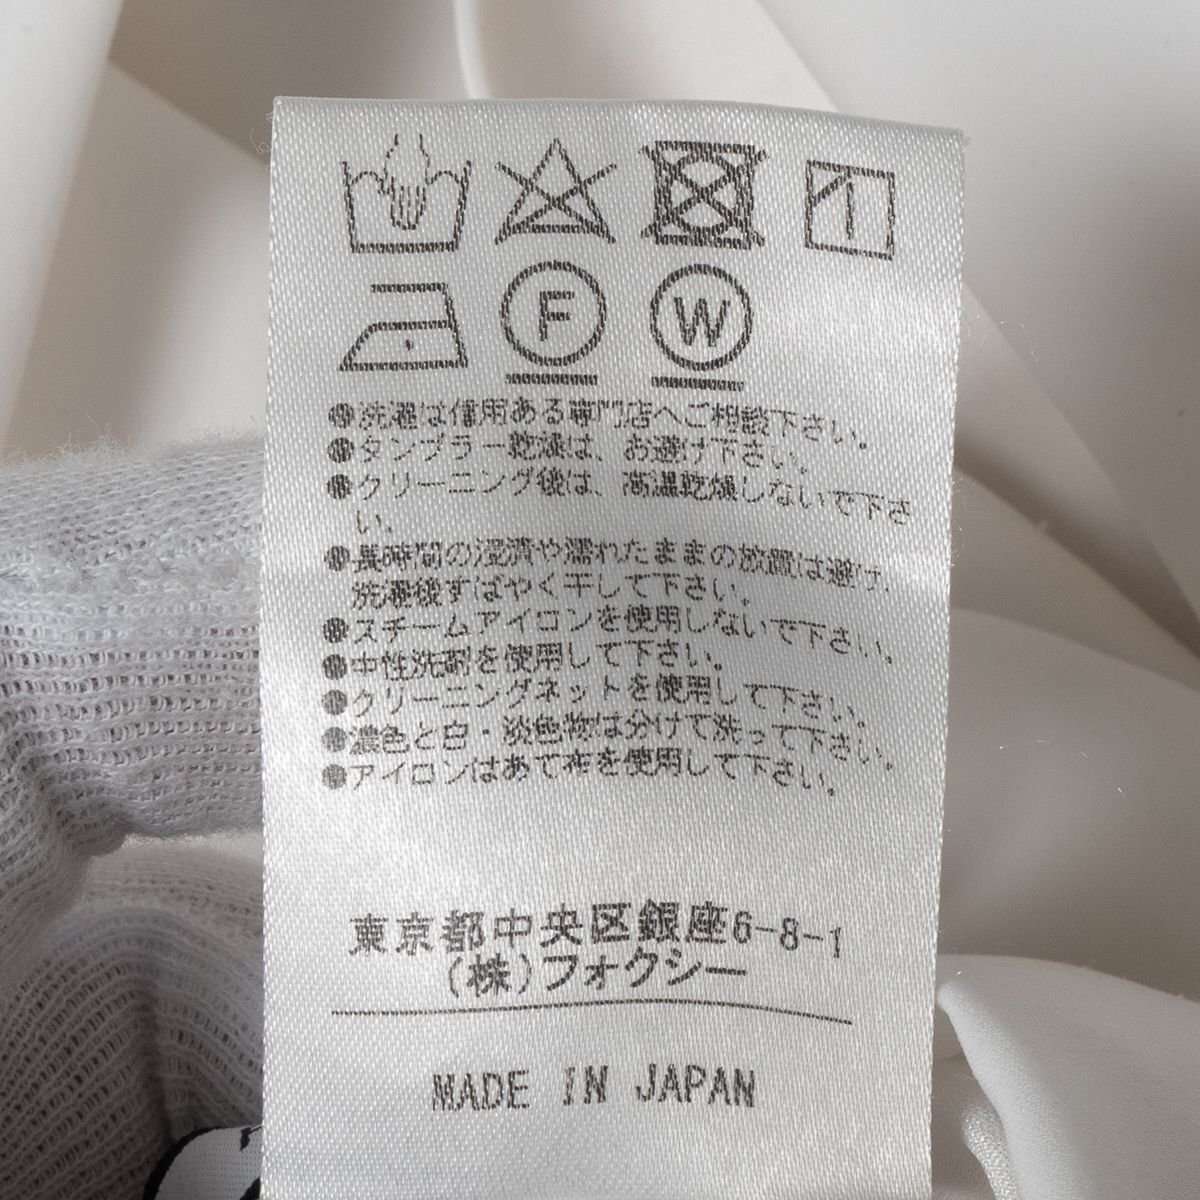 F W
●洗濯は信用ある専門店へご相談下さい。
●タンブラー乾燥は、お避け下さい。
●クリーニング後は、高温乾燥しないで下さ
い。
●長時間の浸漬や濡れたままの放置は避け、
洗濯後すばやく干して下さい。
●スチームアイロンを使用しないで下さい。
●中性洗剤を使用して下さい。
●クリーニングネットを使用して下さい。
●濃色と白・淡色物は分けて洗って下さい。
●アイロンはあて布を使用して下さい。
東京都中央区銀座6-8-1
(株)フォクシー
MADE IN JAPAN